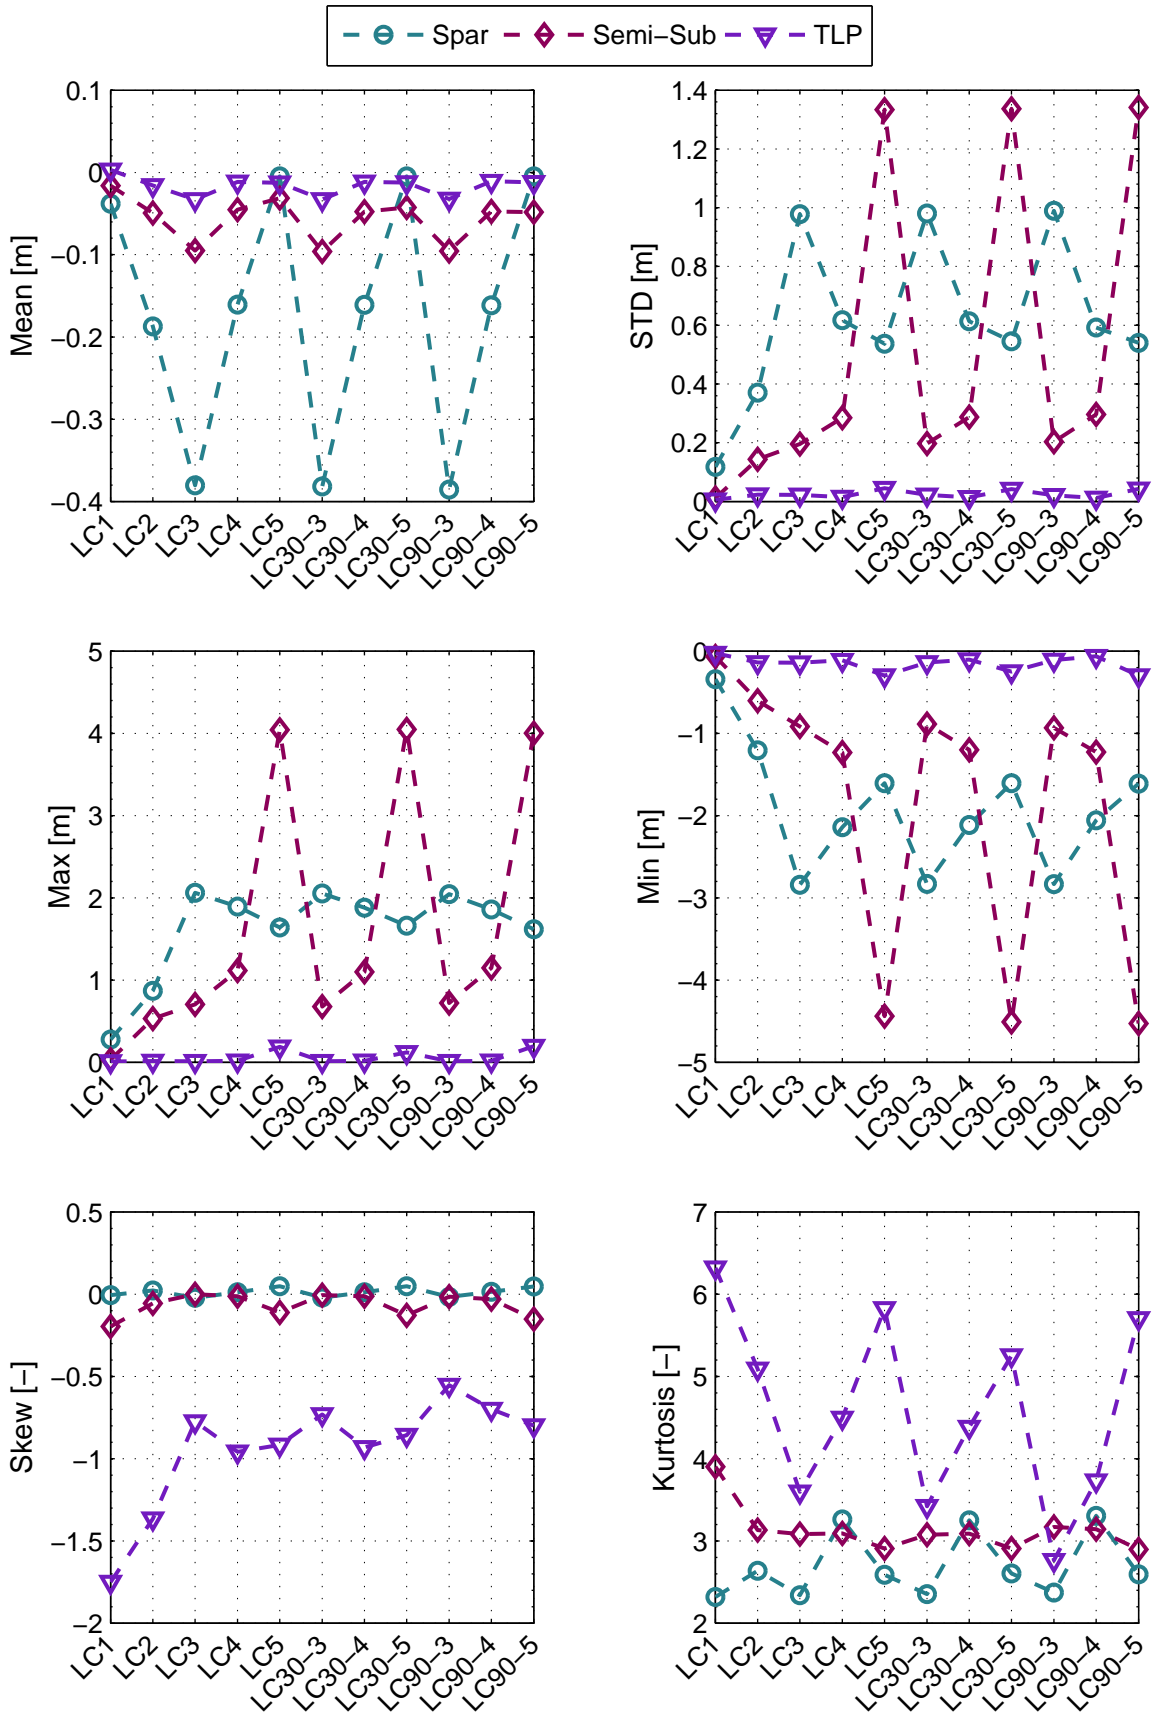 Spar Semi−Sub TLP
Mean [m]
0.1
0
−0.1
−0.2
−0.3
−0.4
LC1 LC2 LC3 LC4 LC5 LC30−3 LC30−4 LC30−5 LC90−3 LC90−4 LC90−5
STD [m]
1.4
1.2
1
0.8
0.6
0.4
0.2
0
LC1 LC2 LC3 LC4 LC5 LC30−3 LC30−4 LC30−5 LC90−3 LC90−4 LC90−5
Max [m]
5
4
3
2
1
0
LC1 LC2 LC3 LC4 LC5 LC30−3 LC30−4 LC30−5 LC90−3 LC90−4 LC90−5
Min [m]
0
−1
−2
−3
−4
−5
LC1 LC2 LC3 LC4 LC5 LC30−3 LC30−4 LC30−5 LC90−3 LC90−4 LC90−5
Skew [−]
0.5
0
−0.5
−1
−1.5
−2
LC1 LC2 LC3 LC4 LC5 LC30−3 LC30−4 LC30−5 LC90−3 LC90−4 LC90−5
Kurtosis [−]
7
6
5
4
3
2
LC1 LC2 LC3 LC4 LC5 LC30−3 LC30−4 LC30−5 LC90−3 LC90−4 LC90−5